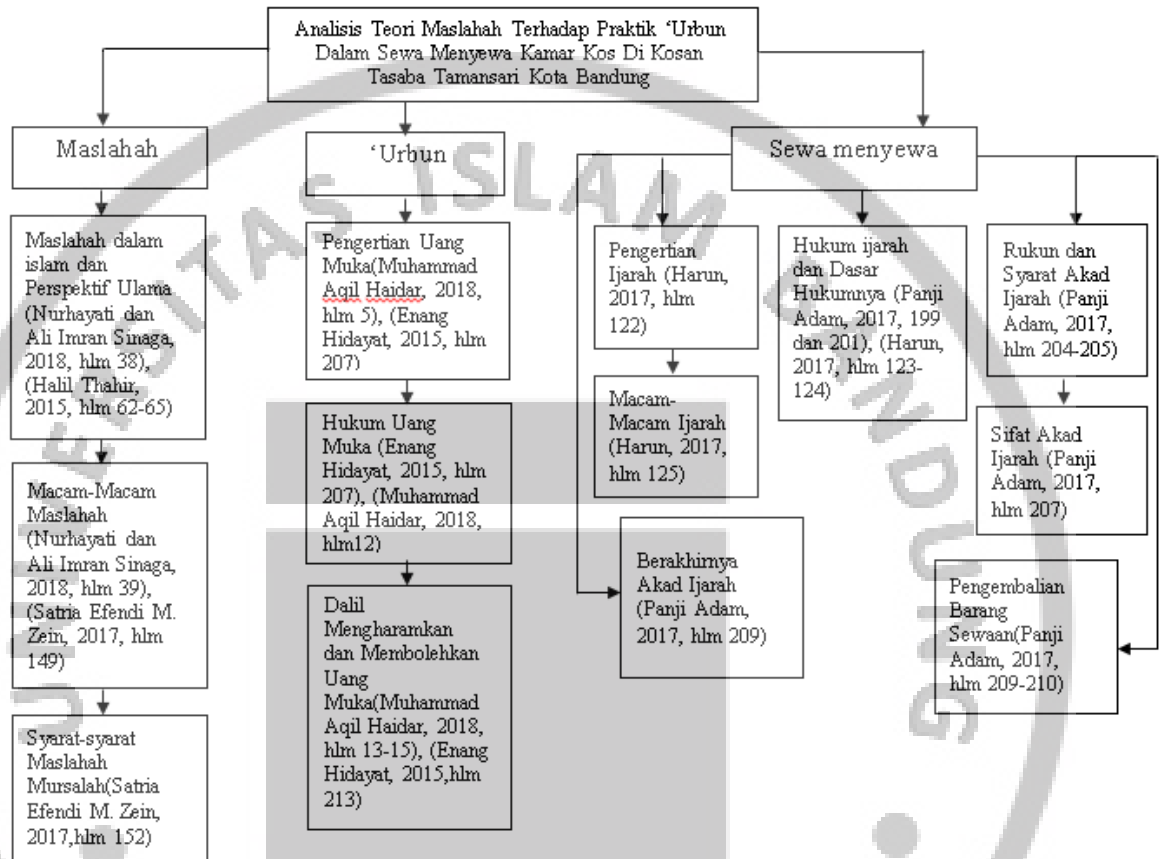 Analisis Teori Maslahah Terhadap Praktik ‘Urbun
Dalam Sewa Menyewa Kamar Kos Di Kosan
Tasaba Tamansari Kota Bandung
Maslahah
Maslahah dalam
islam dan
Perspektif Ulama
(Nurhayati dan
Ali Imran Sinaga,
2018, hlm 38),
(Halil Thahir,
2015, hlm 62-65)
Macam-Macam
Maslahah
(Nurhayati dan
Ali Imran Sinaga,
2018, hlm 39),
(Satria Efendi M.
Zein, 2017, hlm
149)
Syarat-syarat
Maslahah
Mursalah(Satria
Efendi M. Zein,
2017,hlm 152)
‘Urbun
Pengertian Uang
Muka(Muhammad
Aqil Haidar, 2018,
hlm 5), (Enang
Hidayat, 2015, hlm
207)
Hukum Uang
Muka (Enang
Hidayat, 2015, hlm
207), (Muhammad
Aqil Haidar, 2018,
hlm12)
Dalil
Mengharamkan
dan Membolehkan
Uang
Muka(Muhammad
Aqil Haidar, 2018,
hlm 13-15), (Enang
Hidayat, 2015,hlm
213)
Sewa menyewa
Pengertian
Ijarah (Harun,
2017, hlm
122)
Macam-
Macam Ijarah
(Harun, 2017,
hlm 125)
Berakhirnya
Akad Ijarah
(Panji Adam,
2017, hlm 209)
Hukum ijarah
dan Dasar
Hukumnya (Panji
Adam, 2017, 199
dan 201), (Harun,
2017, hlm 123-
124)
Rukun dan
Syarat Akad
Ijarah (Panji
Adam, 2017,
hlm 204-205)
Sifat Akad
Ijarah (Panji
Adam, 2017,
hlm 207)
Pengembalian
Barang
Sewaan(Panji
Adam, 2017,
hlm 209-210)
UNIVERSITAS ISLAM BANDUNG